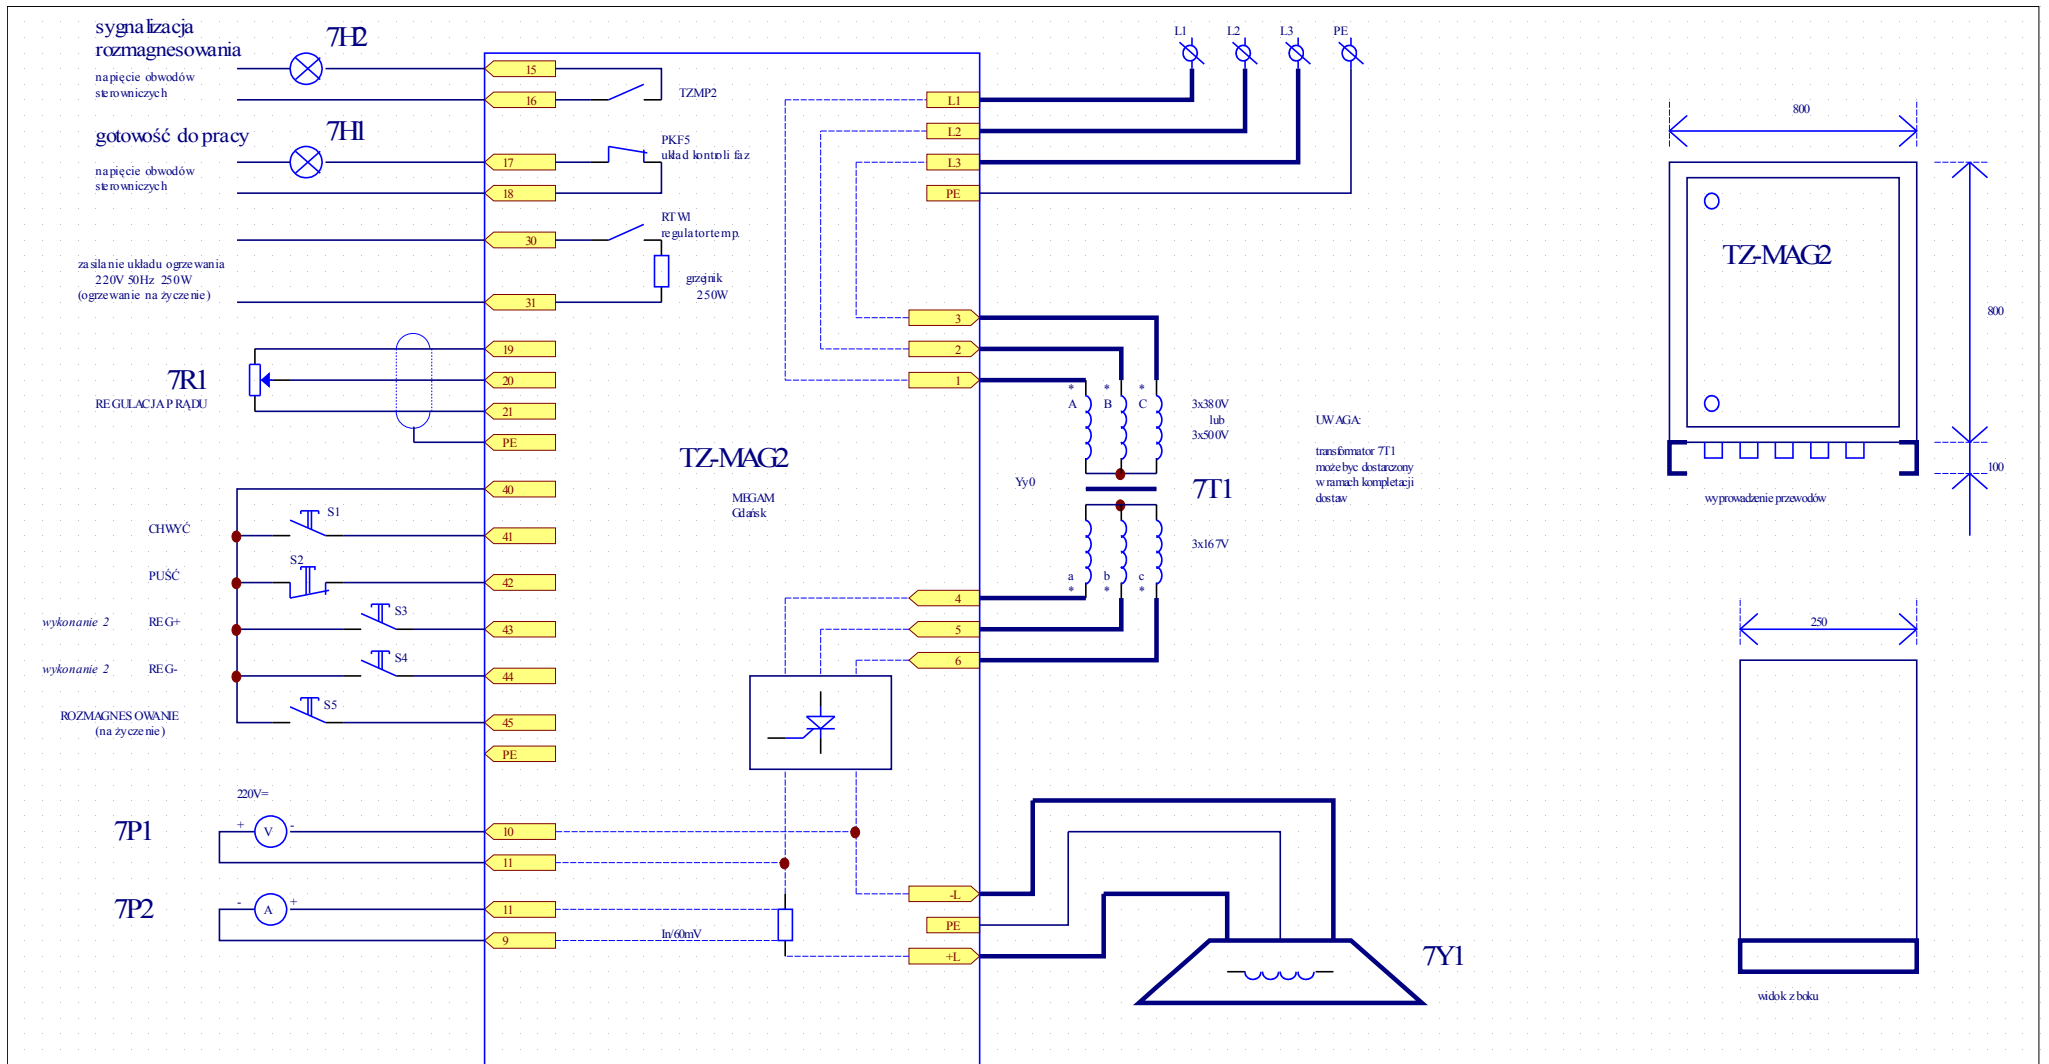 sygnalizacja
rozmagnesowania
7H2
napięcie obwodów
sterowniczych
15
16
TZMP2
gotowość do pracy
7H1
napięcie obwodów
sterowniczych
17
18
PKF5
układ kontroli faz
30
RTW1
regulator temp.
zasilanie układu ogrzewania
220V 50Hz 250W
(ogrzewanie na życzenie)
31
grzejnik
250W
7R1
REGULACJA PRĄDU
19
20
21
PE
TZ-MAG2
MEGAM
Gdańsk
40
CHWYĆ
S1
41
PUŚĆ
S2
42
wykonanie 2
REG+
S3
43
wykonanie 2
REG-
S4
44
ROZMAGNESOWANIE
(na życzenie)
S5
45
PE
220V=
7P1
+
V
-
10
11
7P2
-
A
+
11
9
In/60mV
L1
L2
L3
PE
L1
L2
L3
PE
3
2
1
*
*
*
A
B
C
3x380V
lub
3x500V
Yy0
7T1
3x167V
a
b
c
*
*
*
4
5
6
UWAGA:
transformator 7T1
może byc dostarczony
w ramach kompletacji
dostaw
-L
PE
+L
7Y1
800
TZ-MAG2
800
100
wyprowadzenie przewodów
250
widok z boku